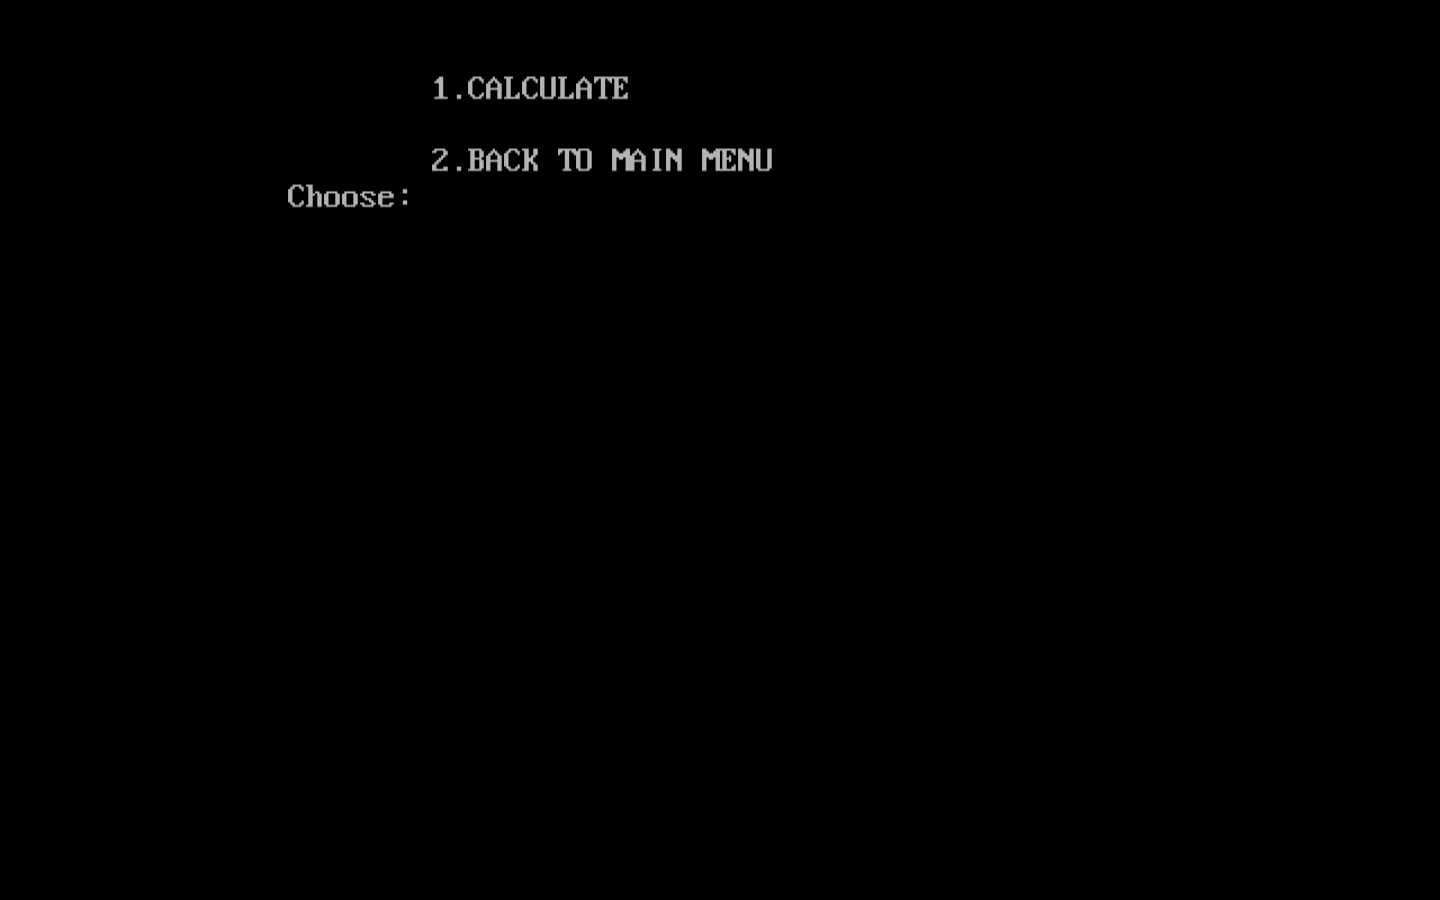 1.CALCULATE
2.BACK TO MAIN MENU
Choose: